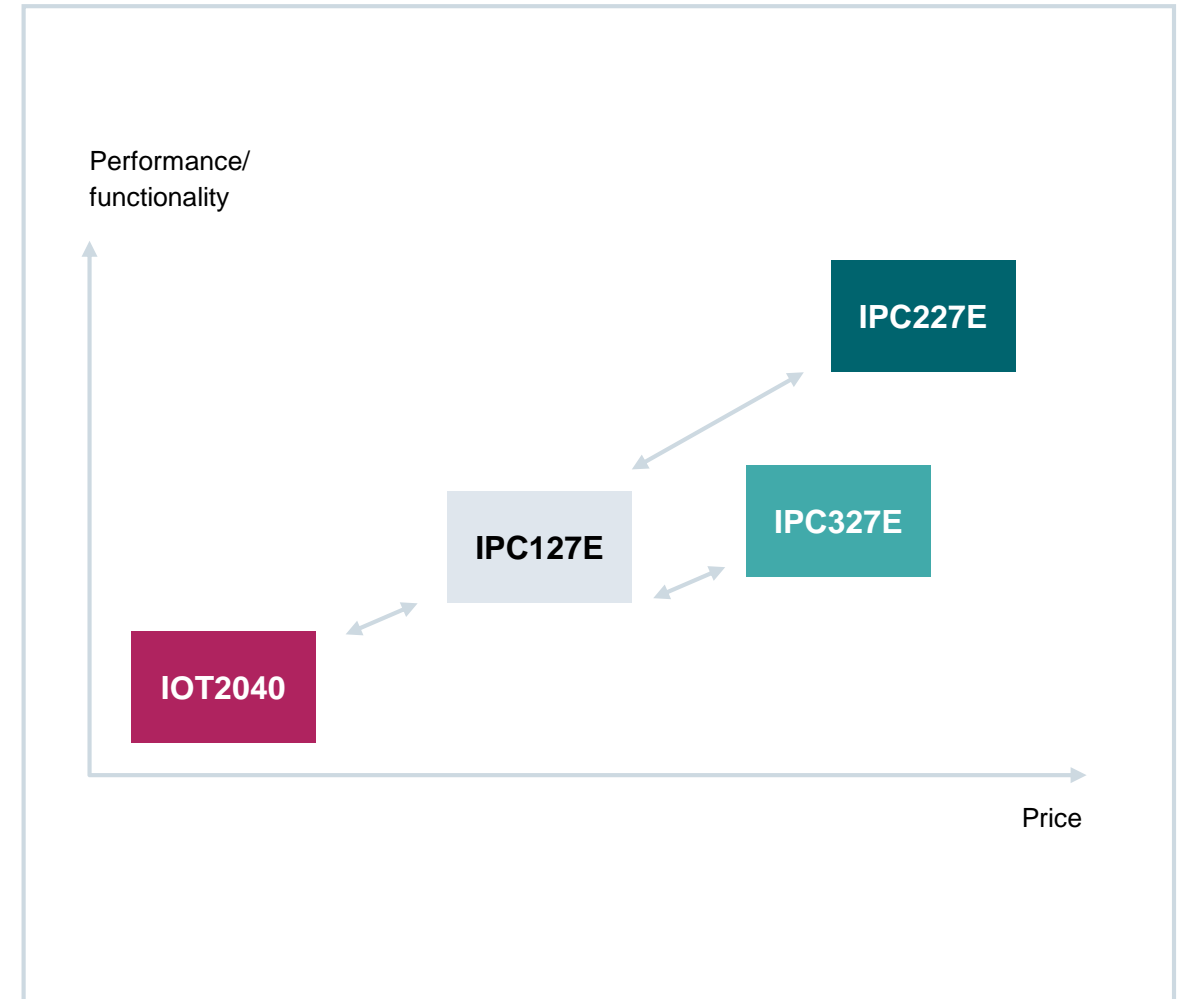 Performance/
functionality
IPC227E
IPC327E
IPC127E
IOT2040
Price